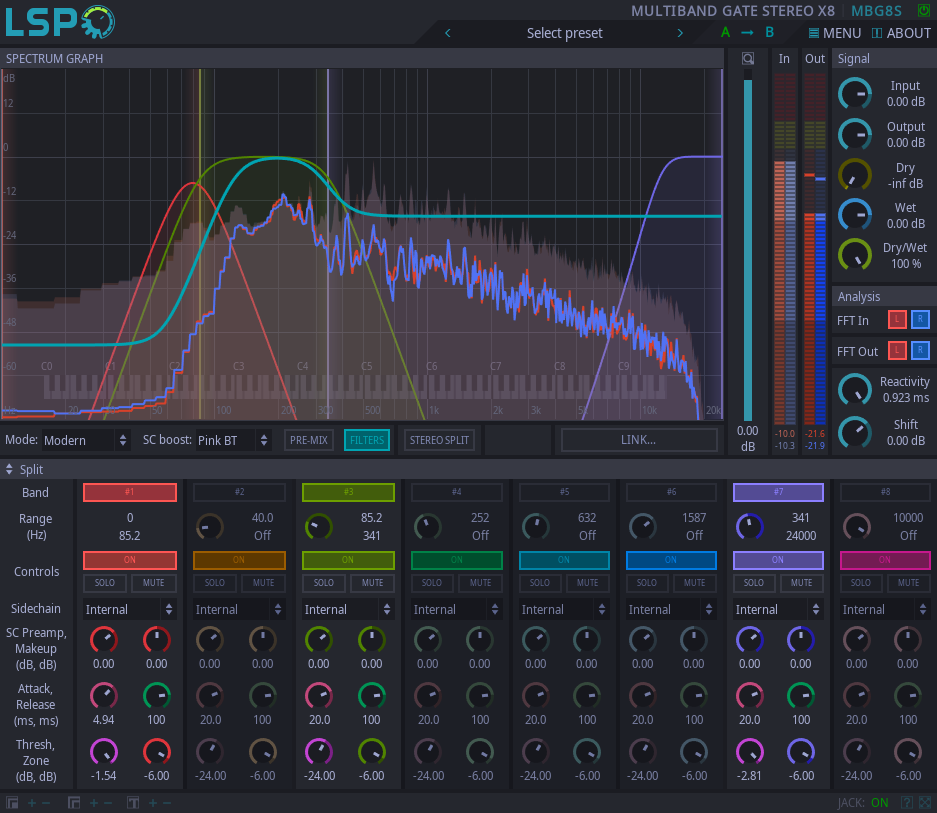 LSP
MULTIBAND GATE STEREO X8 MBG8S
Select preset A B MENU ABOUT
SPECTRUM GRAPH In Out Signal
dB
12
0
-12
-24
-36
-48
-60
C0 C1 C2 C3 C4 C5 C6 C7 C8 C9
Hz 20 50 100 200 300 500 1k 2k 3k 5k 10k 20k
0.00
dB
-10.0 -21.6
-10.3 -21.9
Input
0.00 dB
Output
0.00 dB
Dry
-inf dB
Wet
0.00 dB
Dry/Wet
100 %
Analysis
FFT In L R
FFT Out L R
Reactivity
0.923 ms
Shift
0.00 dB
Mode: Modern SC boost: Pink BT PRE-MIX FILTERS STEREO SPLIT LINK...
Split
Band #1 #2 #3 #4 #5 #6 #7 #8
Range 0 40.0 85.2 252 632 1587 341 10000
(Hz) 85.2 Off 341 Off Off Off 24000 Off
Controls ON ON ON ON ON ON ON ON
SOLO MUTE SOLO MUTE SOLO MUTE SOLO MUTE SOLO MUTE SOLO MUTE SOLO MUTE SOLO MUTE
Sidechain Internal Internal Internal Internal Internal Internal Internal Internal
SC Preamp,
Makeup
(dB, dB) 0.00 0.00 0.00 0.00 0.00 0.00 0.00 0.00 0.00 0.00 0.00 0.00 0.00 0.00 0.00 0.00
Attack,
Release
(ms, ms) 4.94 100 20.0 100 20.0 100 20.0 100 20.0 100 20.0 100 20.0 100 20.0 100
Thresh,
Zone
(dB, dB) -1.54 -6.00 -24.00 -6.00 -24.00 -6.00 -24.00 -6.00 -24.00 -6.00 -24.00 -6.00 -2.81 -6.00 -24.00 -6.00
JACK: ON